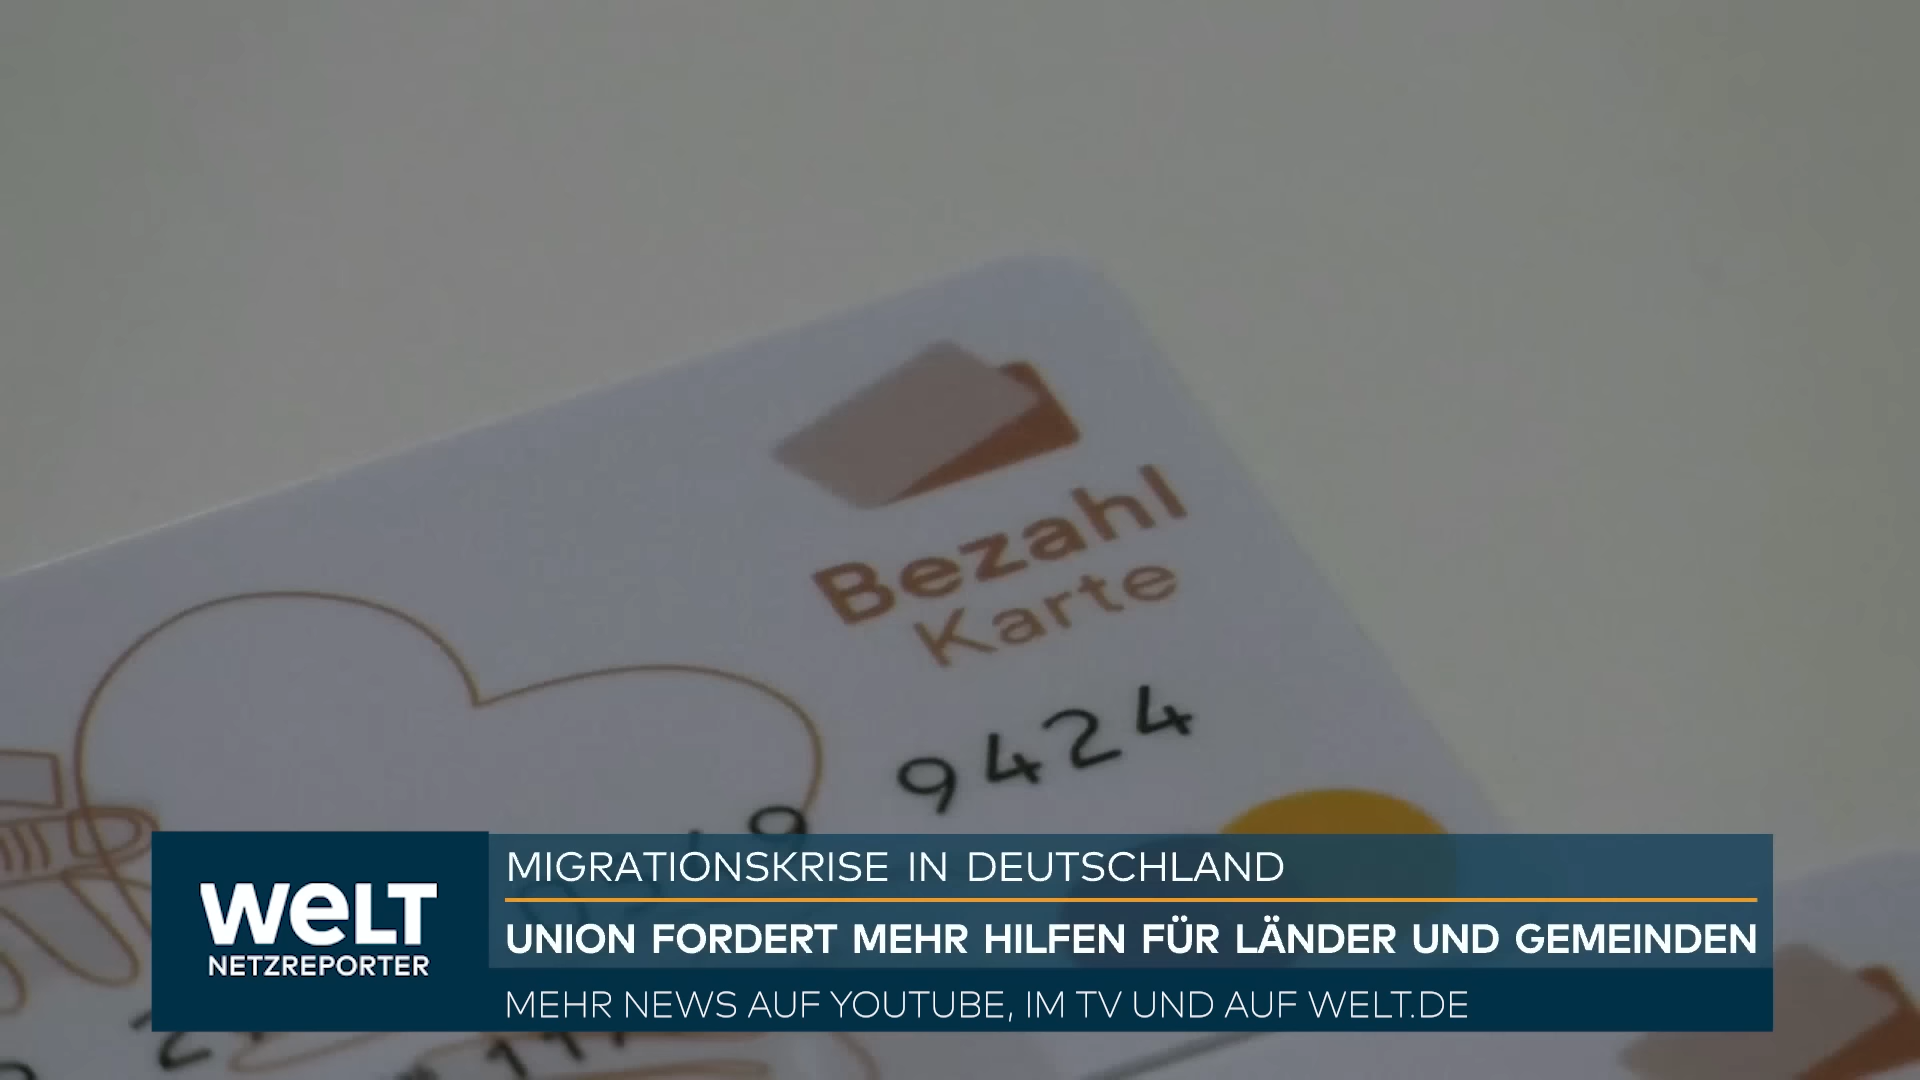 Bezahl
Karte
9424
WELT
NETZREPORTER
MIGRATIONSKRISE IN DEUTSCHLAND
UNION FORDERT MEHR HILFEN FÜR LÄNDER UND GEMEINDEN
MEHR NEWS AUF YOUTUBE, IM TV UND AUF WELT.DE